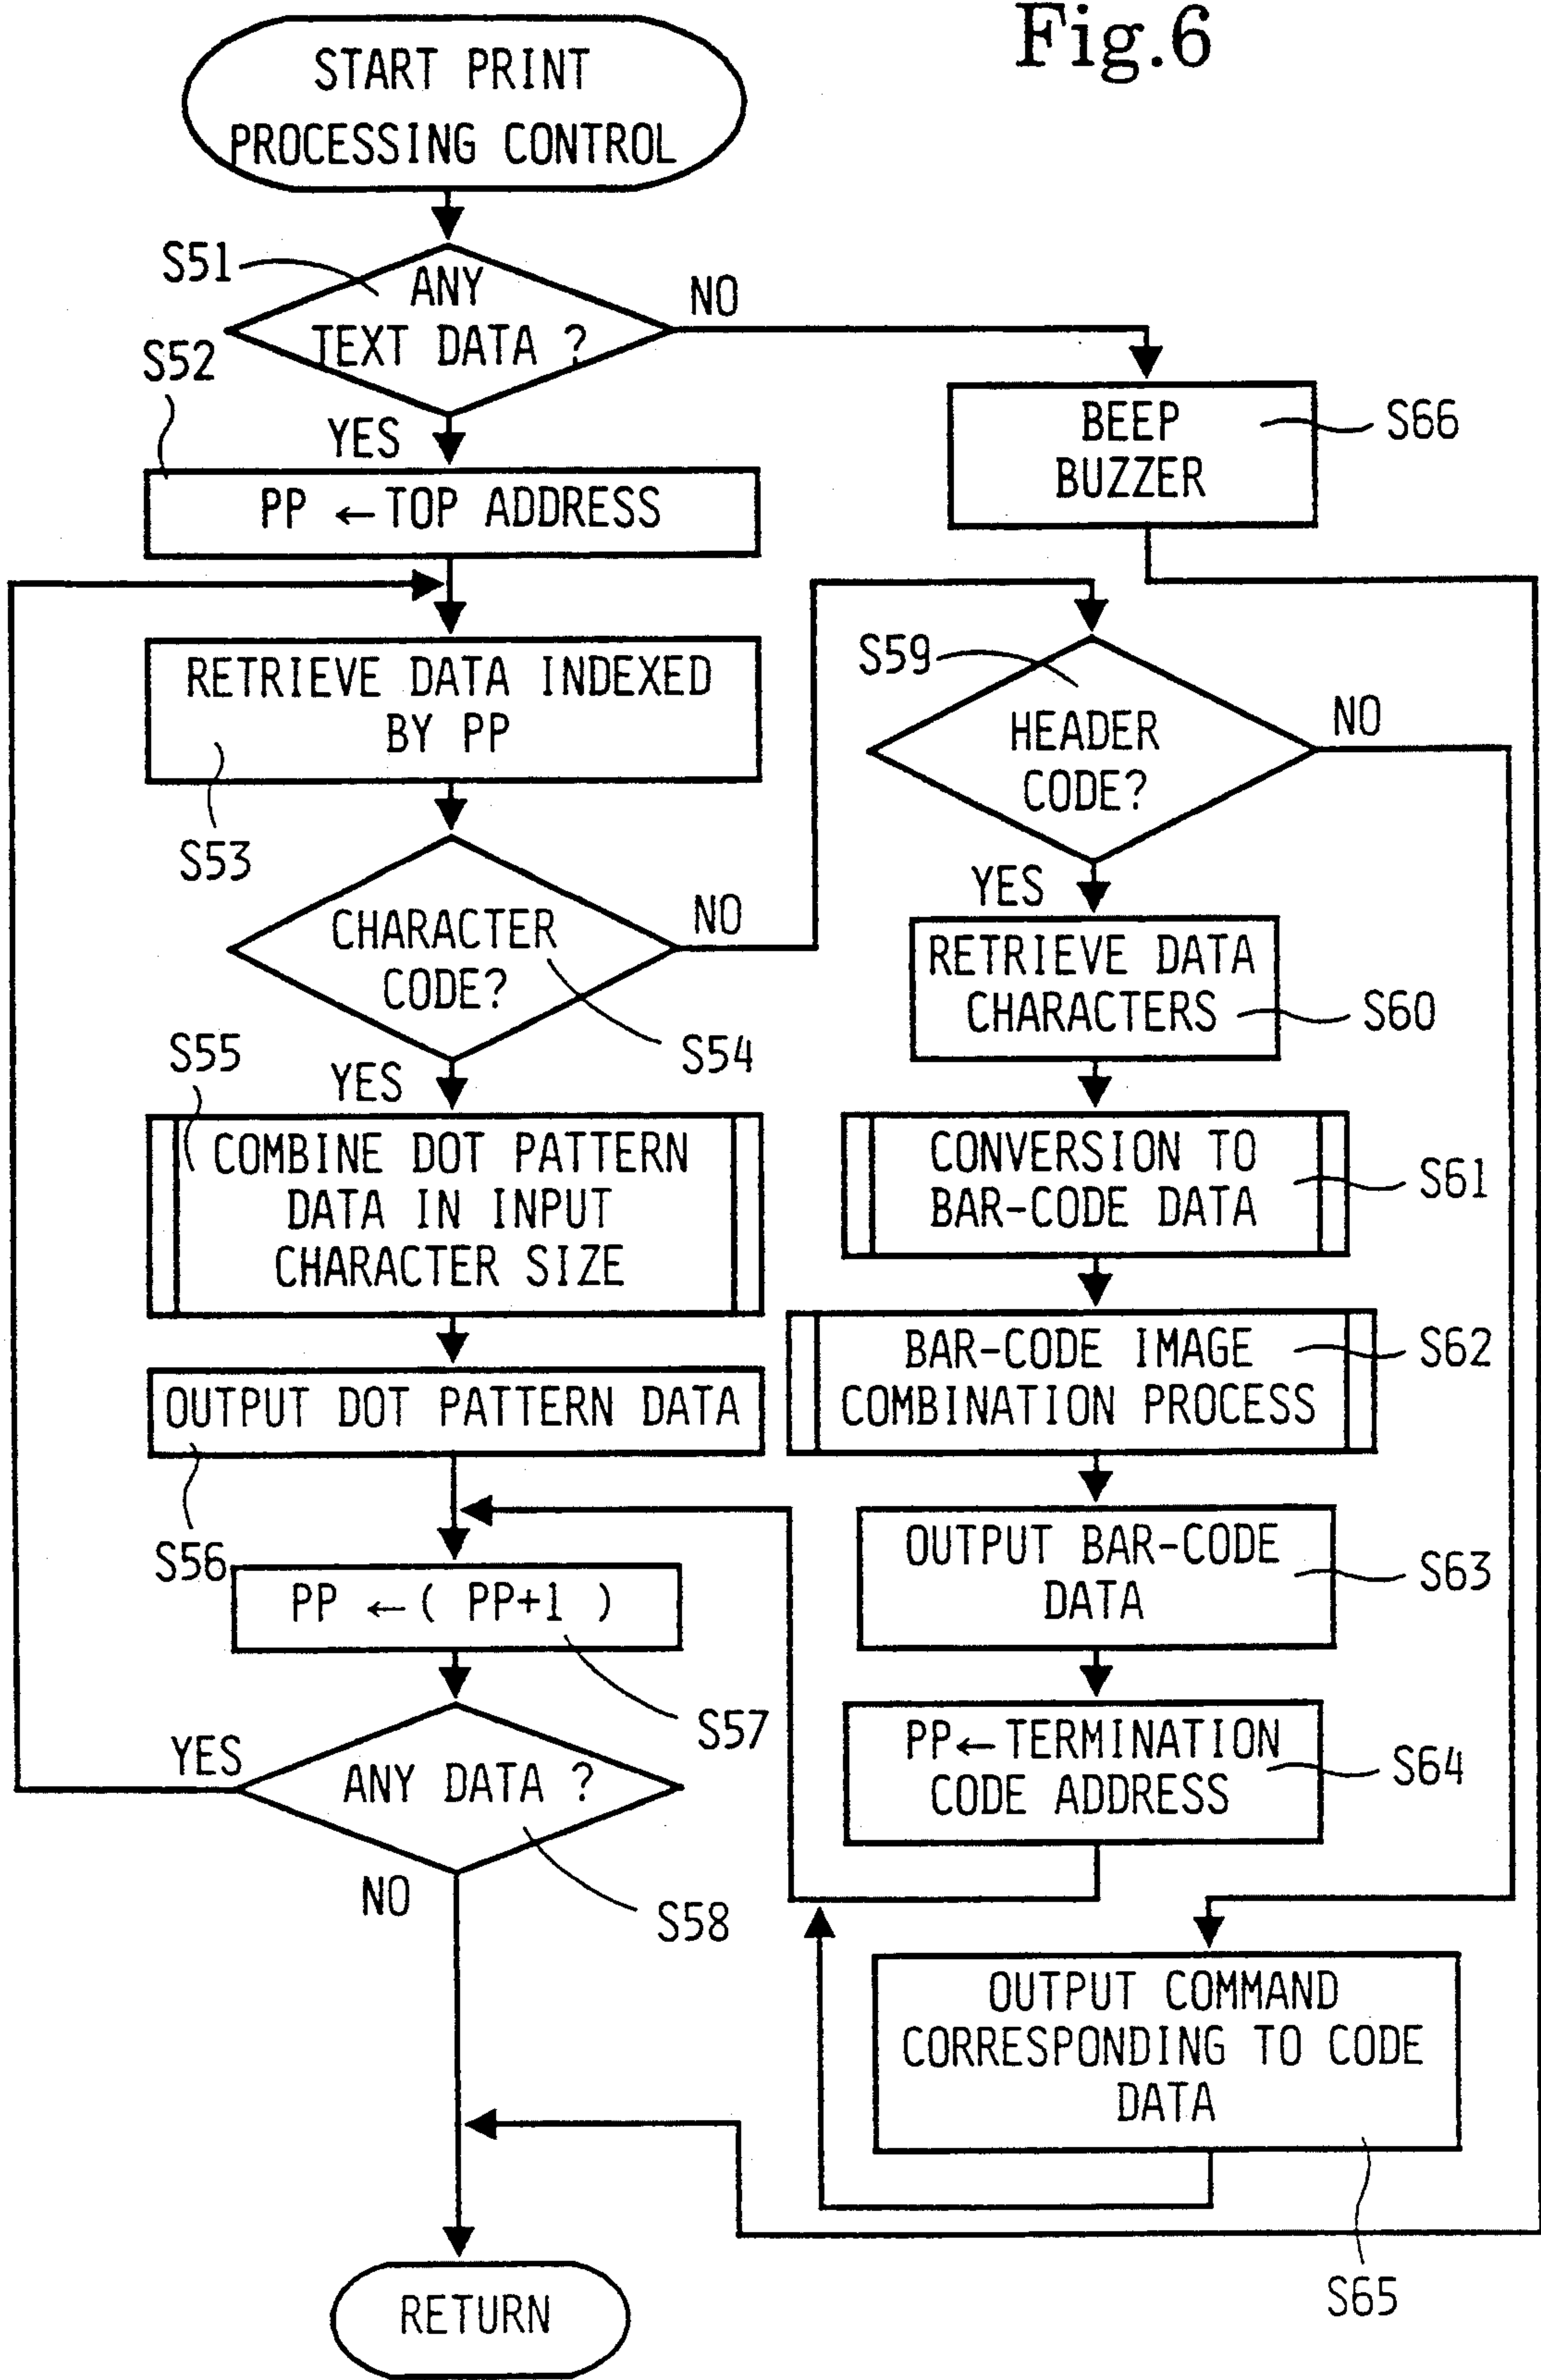 Fig.6
START PRINT
PROCESSING CONTROL
S51
ANY
TEXT DATA ?
NO
S52
YES
PP ← TOP ADDRESS
BEEP
BUZZER
S66
RETRIEVE DATA INDEXED
BY PP
S53
CHARACTER
CODE?
NO
S54
YES
S55
COMBINE DOT PATTERN
DATA IN INPUT
CHARACTER SIZE
OUTPUT DOT PATTERN DATA
S56
PP ← ( PP+1 )
S57
YES
ANY DATA ?
NO
S58
S59
HEADER
CODE?
NO
YES
RETRIEVE DATA
CHARACTERS
S60
CONVERSION TO
BAR-CODE DATA
S61
BAR-CODE IMAGE
COMBINATION PROCESS
S62
OUTPUT BAR-CODE
DATA
S63
PP ← TERMINATION
CODE ADDRESS
S64
OUTPUT COMMAND
CORRESPONDING TO CODE
DATA
S65
RETURN